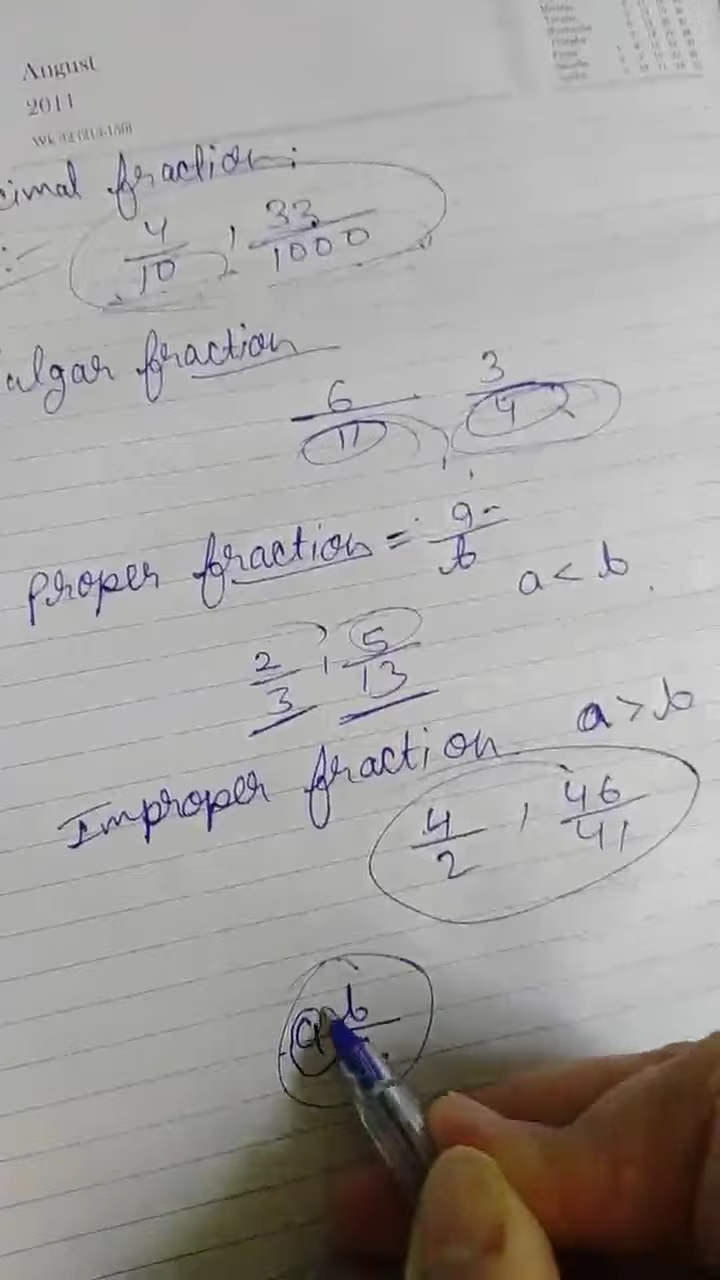 August
2011
cimal fraction:
4/10 , 33/1000
ulgar fraction
6/11 3/4
Proper fraction = a/b
a < b
2/3 , 5/13
Improper fraction a > b
4/2 , 46/41
a b